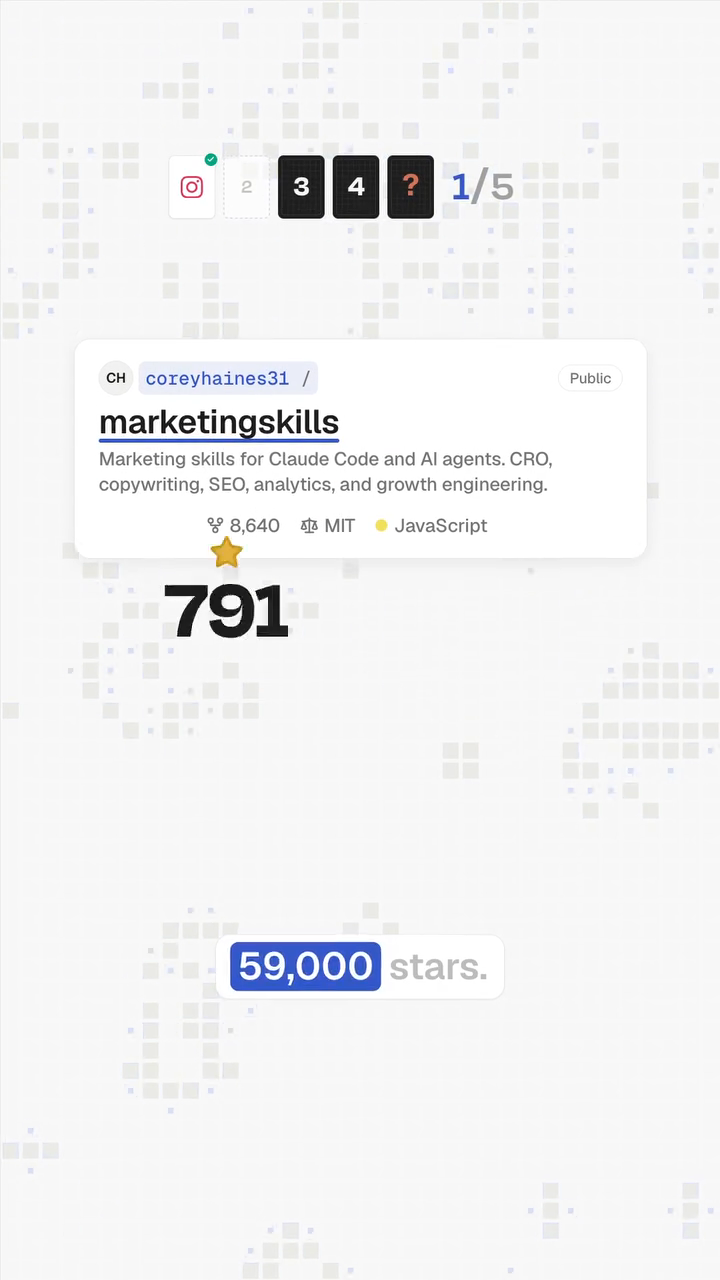 2 3 4 ? 1/5
CH coreyhaines31 / Public
marketingskills
Marketing skills for Claude Code and AI agents. CRO,
copywriting, SEO, analytics, and growth engineering.
8,640 MIT JavaScript
791
59,000 stars.